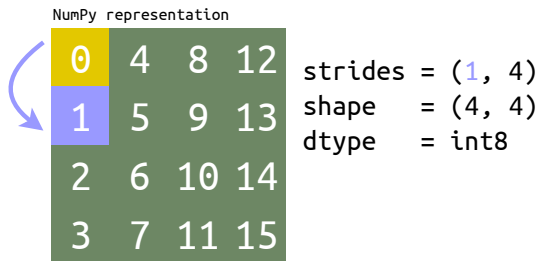 NumPy representation
0 4 8 12
1 5 9 13
2 6 10 14
3 7 11 15
strides = (1, 4)
shape = (4, 4)
dtype = int8